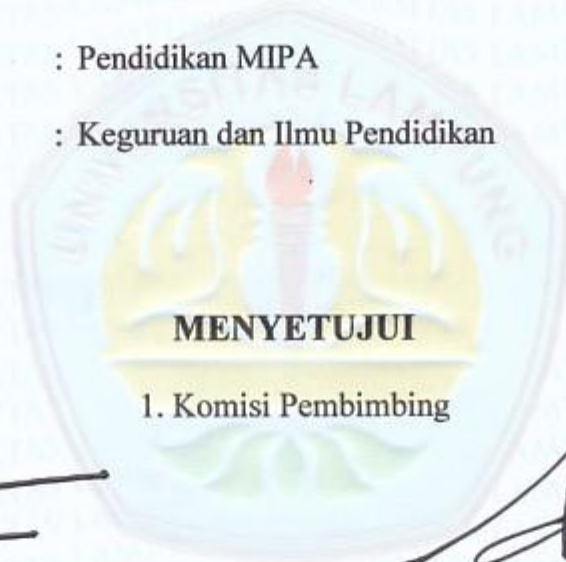 : Pendidikan MIPA
: Keguruan dan Ilmu Pendidikan
MENYETUJUI
1. Komisi Pembimbing